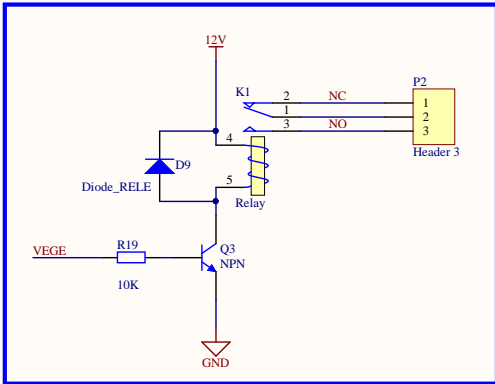 12V
K1
P2
2
NC
1
1
2
3
NO
3
Header 3
4
D9
Diode_RELE
5
Relay
VEGE
R19
Q3
NPN
10K
GND